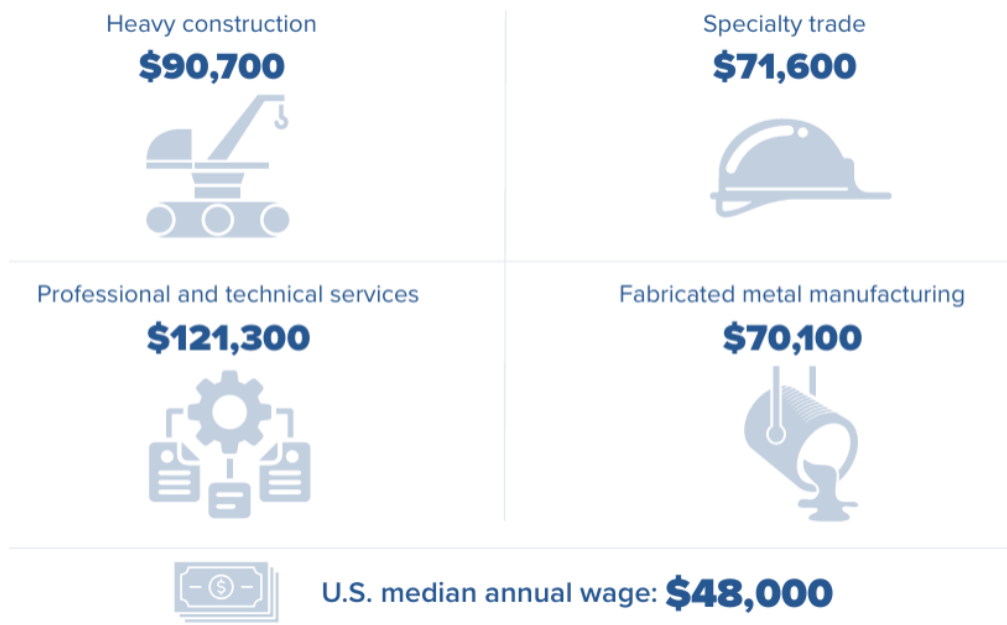 Heavy construction
$90,700
Specialty trade
$71,600
Professional and technical services
$121,300
Fabricated metal manufacturing
$70,100
$
U.S. median annual wage: $48,000